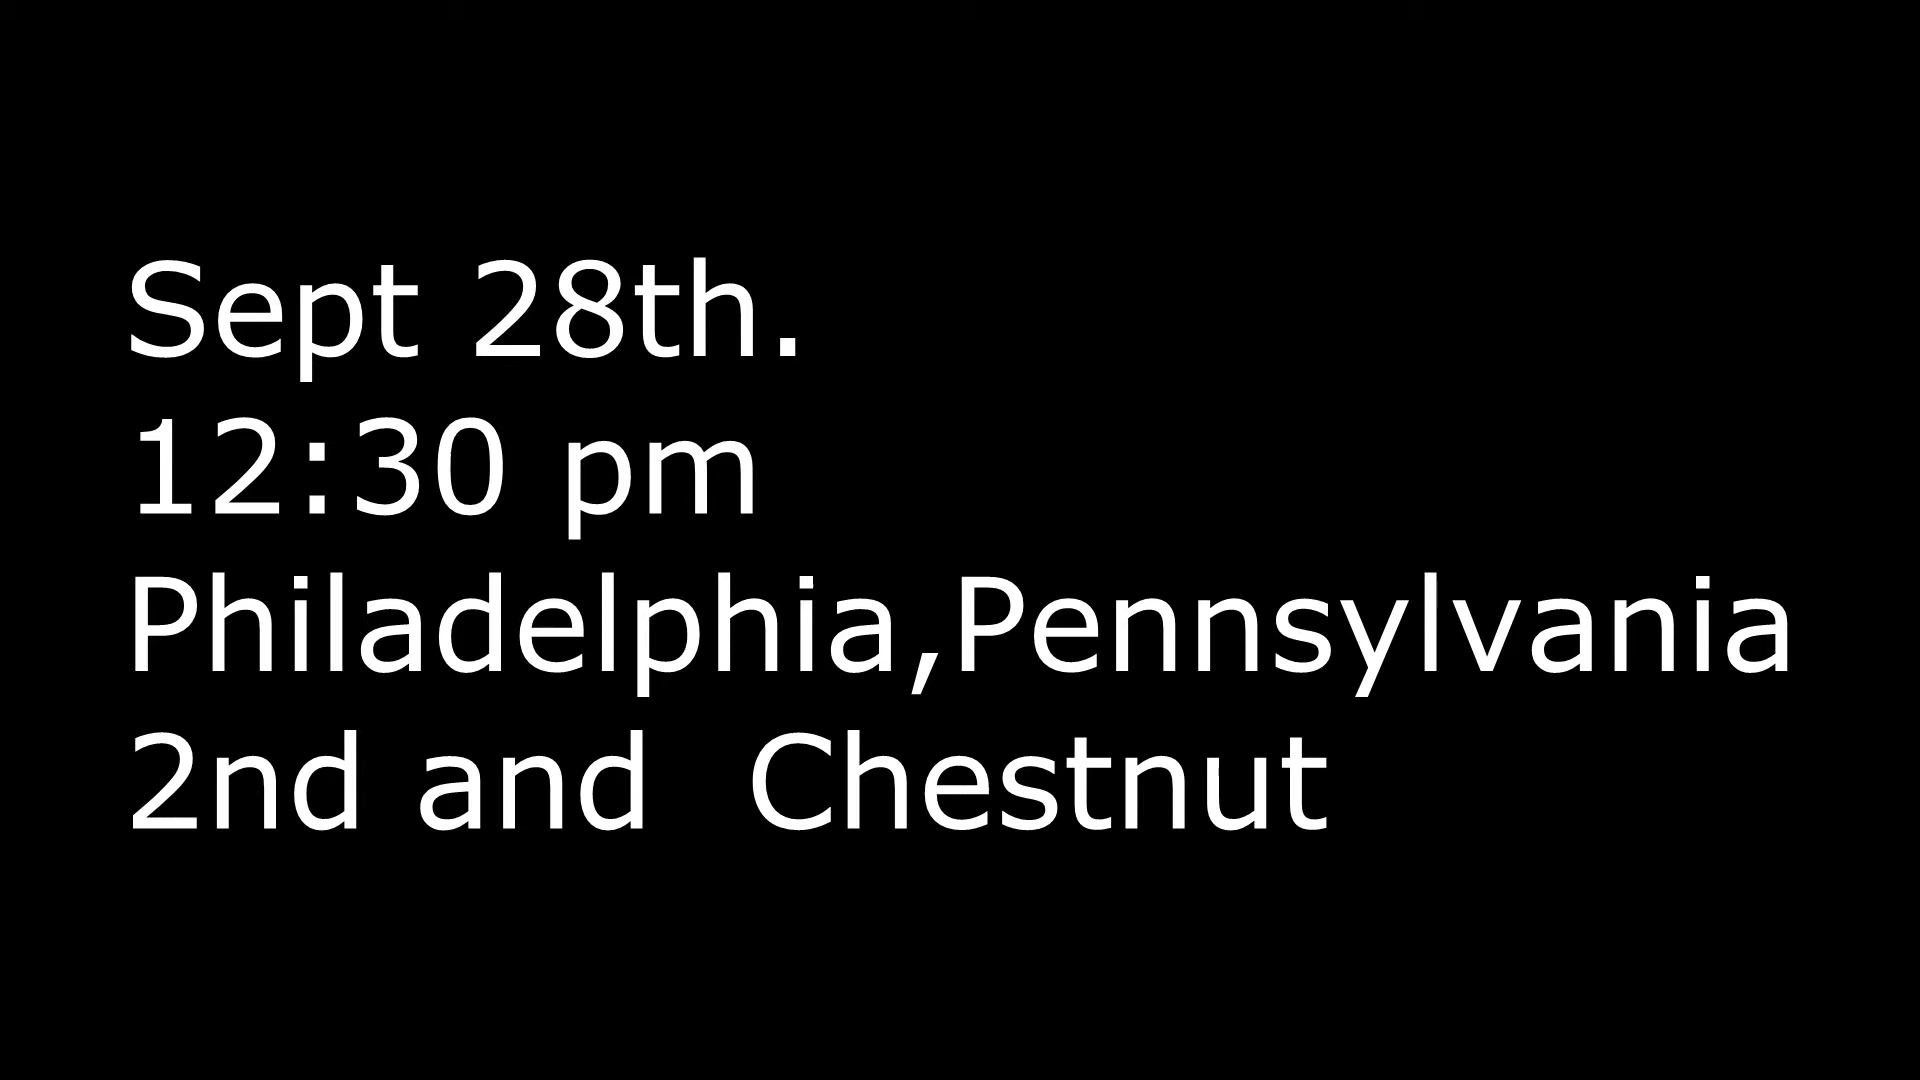 Sept 28th.
12:30 pm
Philadelphia,Pennsylvania
2nd and  Chestnut